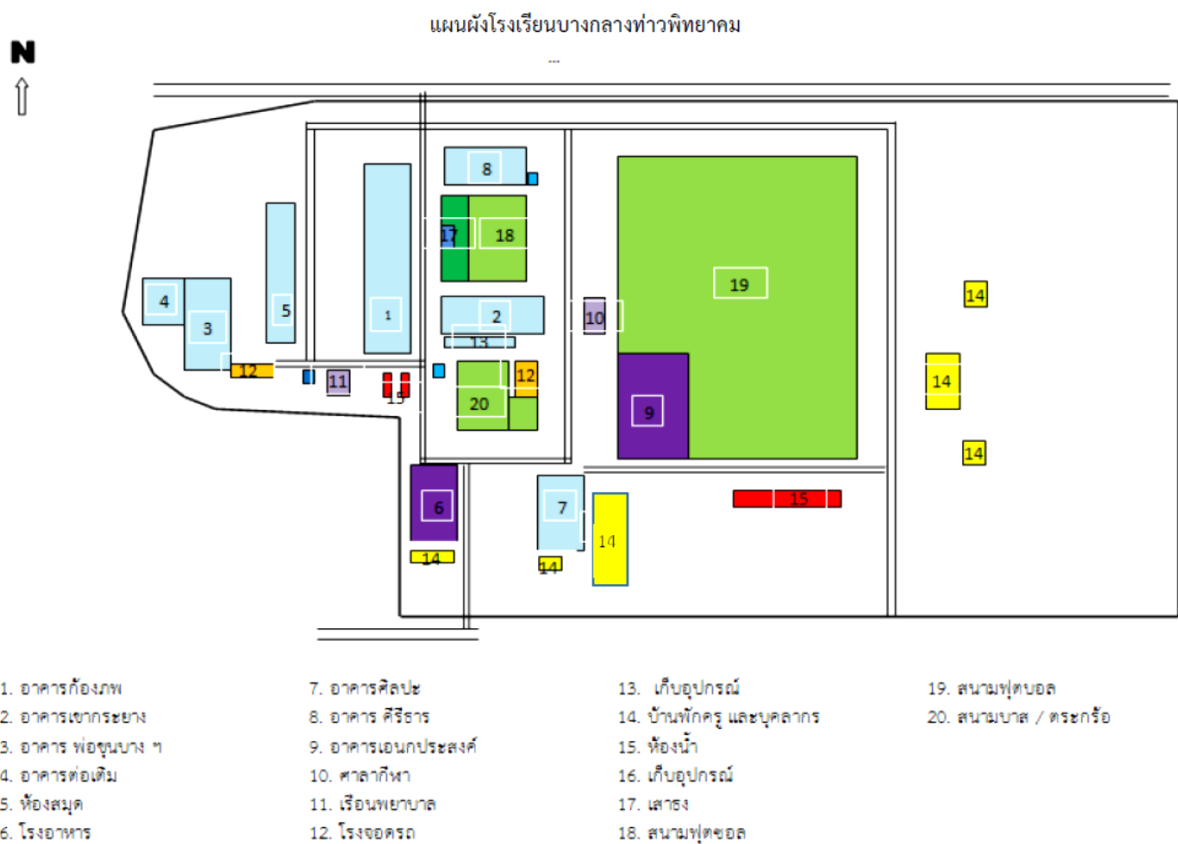 แผนผังโรงเรียนบางกลางท่าวพิทยาคม
...
N
8
17
18
19
4
3
5
1
2
10
14
13
12
11
15
12
20
9
14
14
6
7
14
15
14
14
1. อาคารก้องภพ
2. อาคารเขากระยาง
3. อาคาร พ่อขุนบาง ฯ
4. อาคารต่อเติม
5. ห้องสมุด
6. โรงอาหาร
7. อาคารศิลปะ
8. อาคาร ศิรีธาร
9. อาคารเอนกประสงค์
10. ศาลากีฬา
11. เรือนพยาบาล
12. โรงจอดรถ
13. เก็บอุปกรณ์
14. บ้านพักครู และบุคลากร
15. ห้องน้ำ
16. เก็บอุปกรณ์
17. เสาธง
18. สนามฟุตซอล
19. สนามฟุตบอล
20. สนามบาส / ตระกร้อ